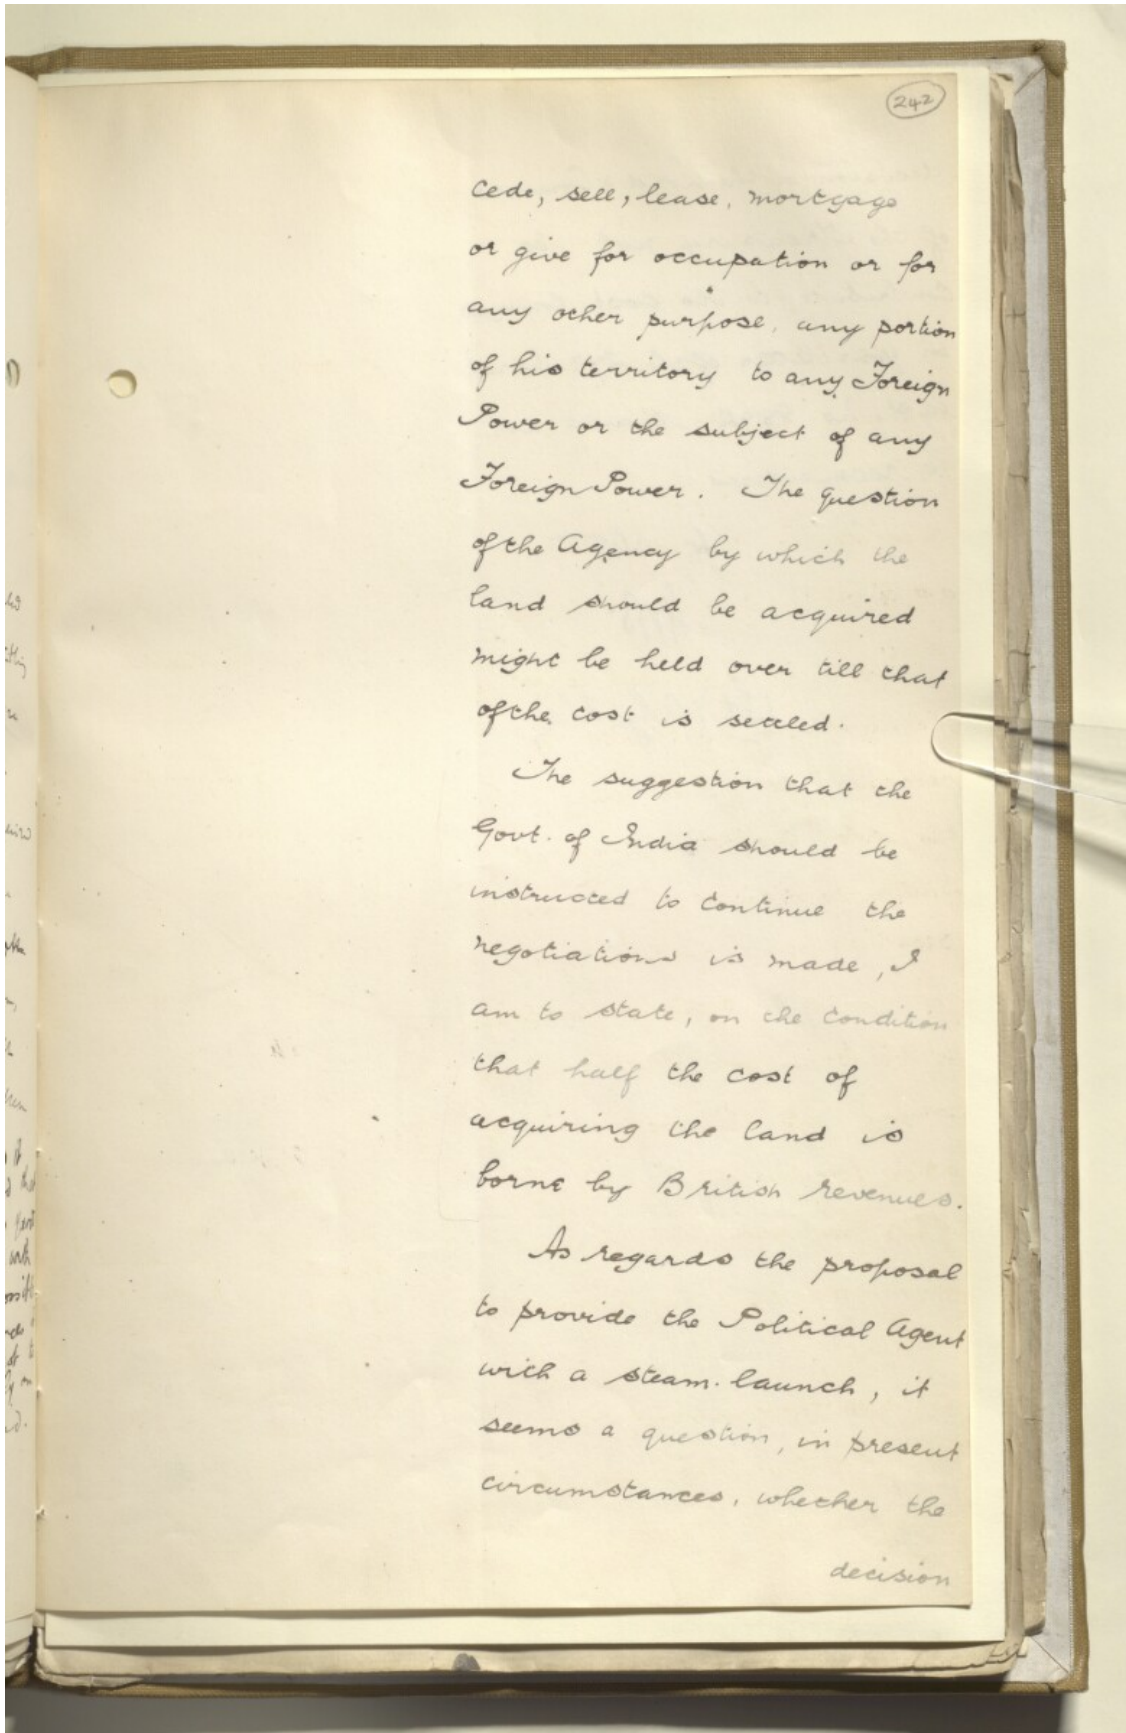 242
cede, sell, lease, mortgage
or give for occupation or for
any other purpose, any portion
of his territory to any Foreign
Power or the subject of any
Foreign Power. The question
of the Agency by which the
land should be acquired
might be held over till that
of the cost is settled.
The suggestion that the
Govt. of India should be
instructed to continue the
negotiations is made, I
am to state, on the condition
that half the cost of
acquiring the land is
borne by British revenues.
As regards the proposal
to provide the Political Agent
with a steam-launch, it
seems a question, in present
circumstances, whether the
decision